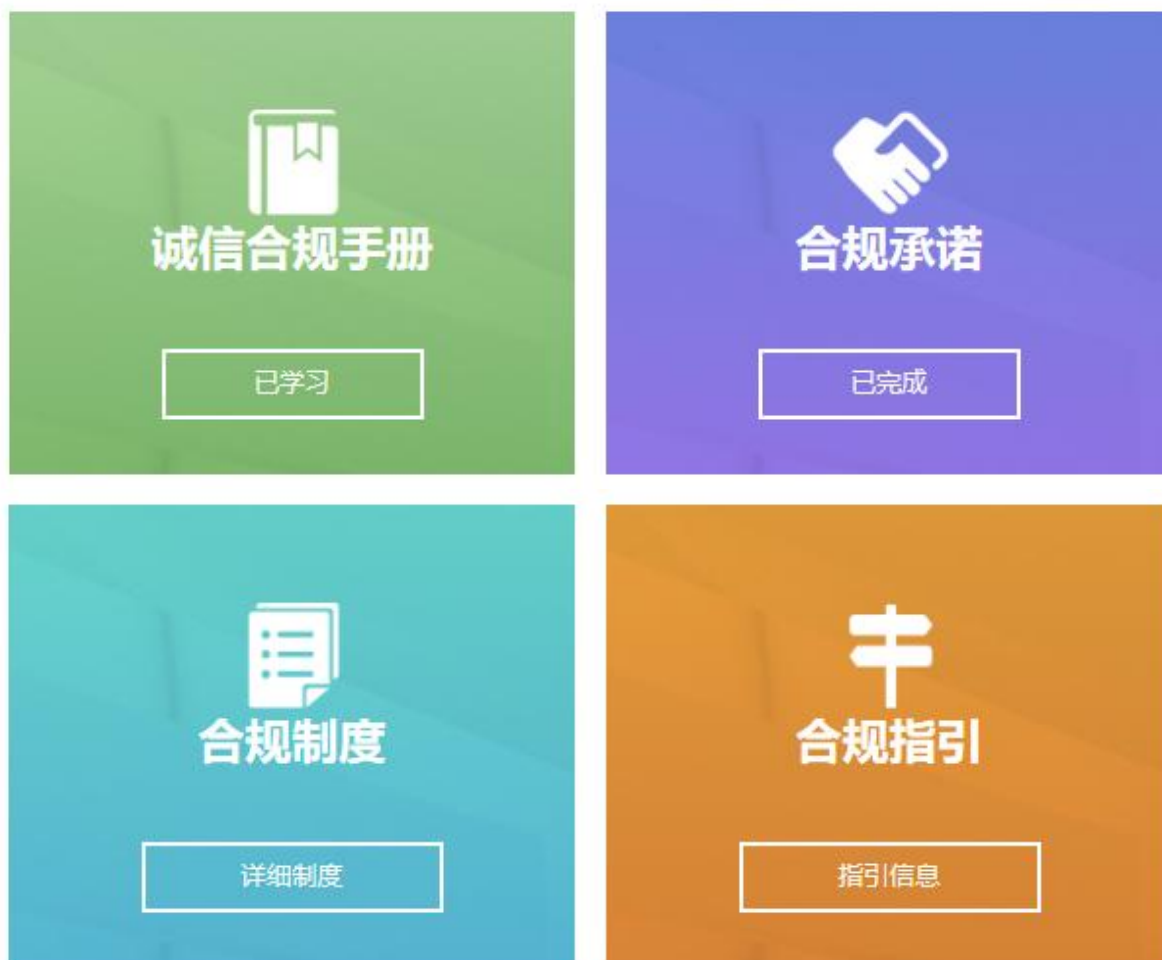 诚信合规手册
已学习
合规承诺
已完成
合规制度
详细制度
合规指引
指引信息